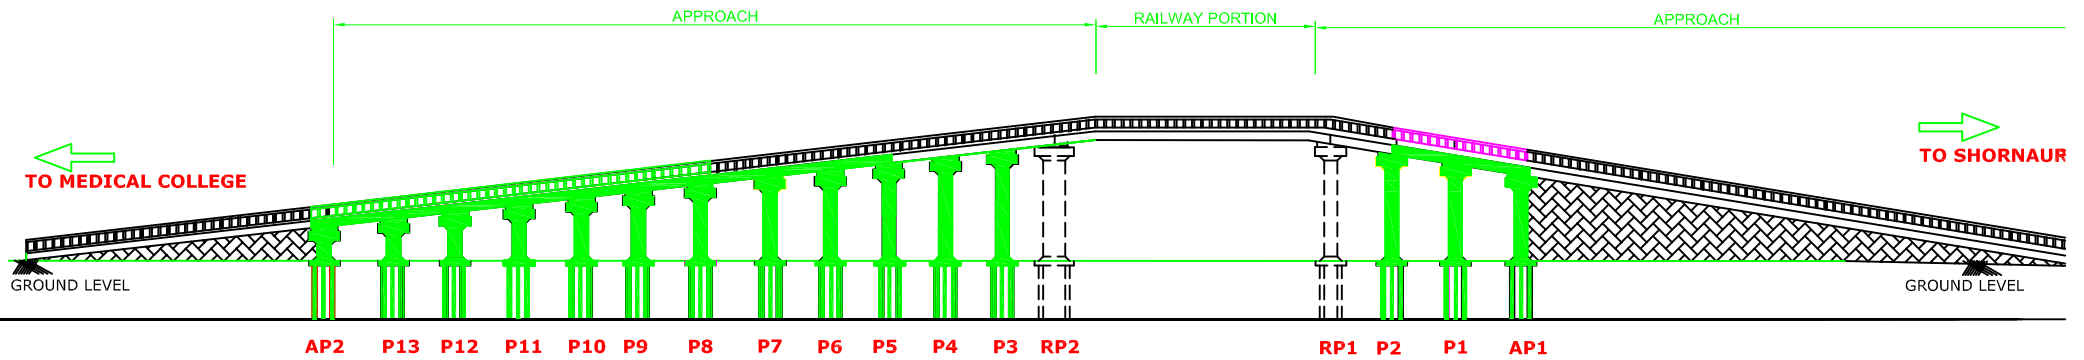 APPROACH
RAILWAY PORTION
APPROACH
TO MEDICAL COLLEGE
TO SHORNAUR
GROUND LEVEL
GROUND LEVEL
AP2 P13 P12 P11 P10 P9 P8 P7 P6 P5 P4 P3 RP2 RP1 P2 P1 AP1